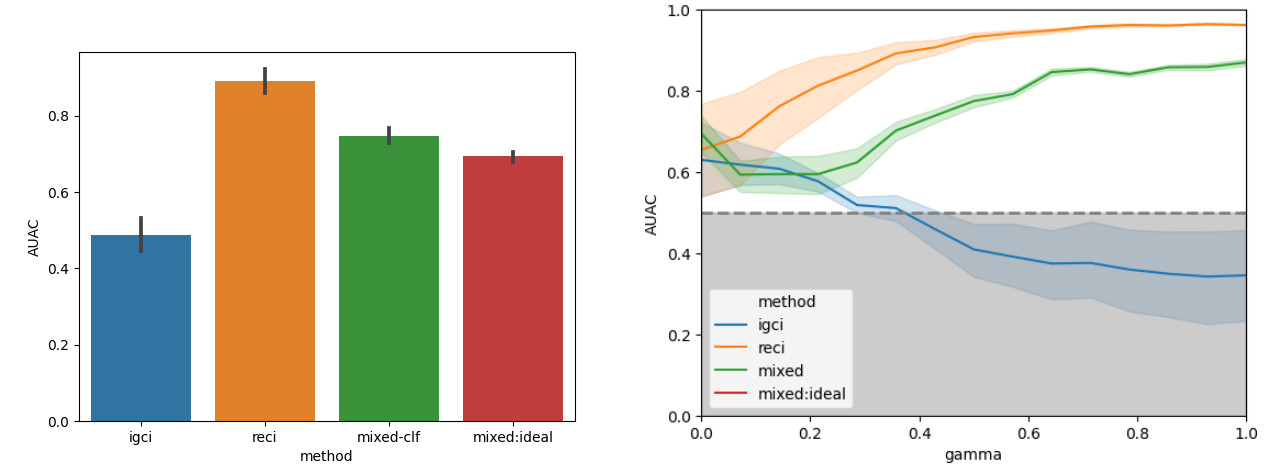 AUAC
0.8
0.6
0.4
0.2
0.0
igci reci mixed-clf mixed:ideal
method
AUAC
1.0
0.8
0.6
0.4
0.2
0.0
method
igci
reci
mixed
mixed:ideal
0.0 0.2 0.4 0.6 0.8 1.0
gamma